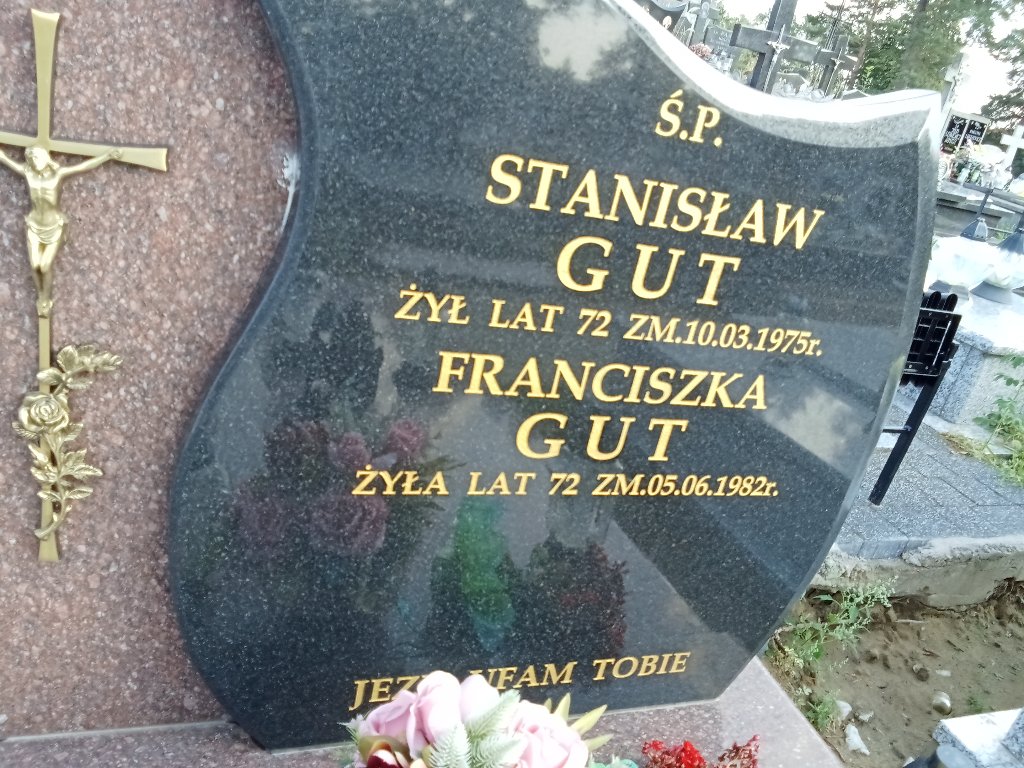 Ś.P.
STANISŁAW
GUT
ŻYŁ LAT 72 ZM.10.03.1975r.
FRANCISZKA
GUT
ŻYŁA LAT 72 ZM.05.06.1982r.
JEZU UFAM TOBIE